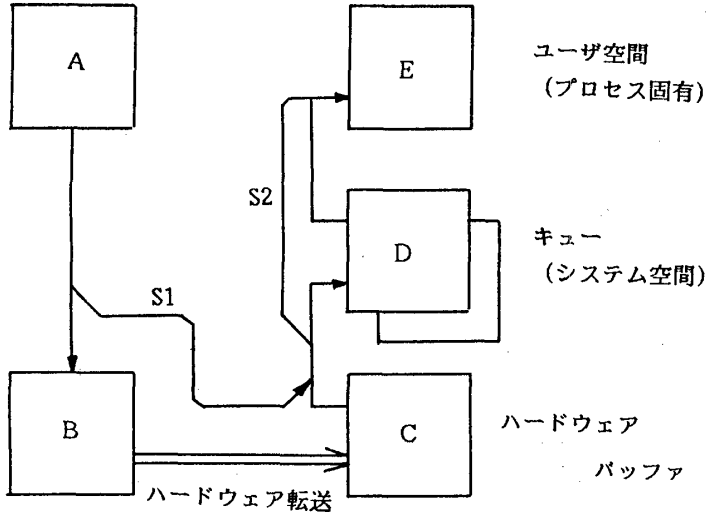 A
E
ユーザ空間
(プロセス固有)
S2
D
キュー
(システム空間)
S1
B
C
ハードウェア
バッファ
ハードウェア転送